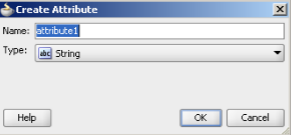 Create Attribute
Name: attribute1
Type: abc String
Help OK Cancel